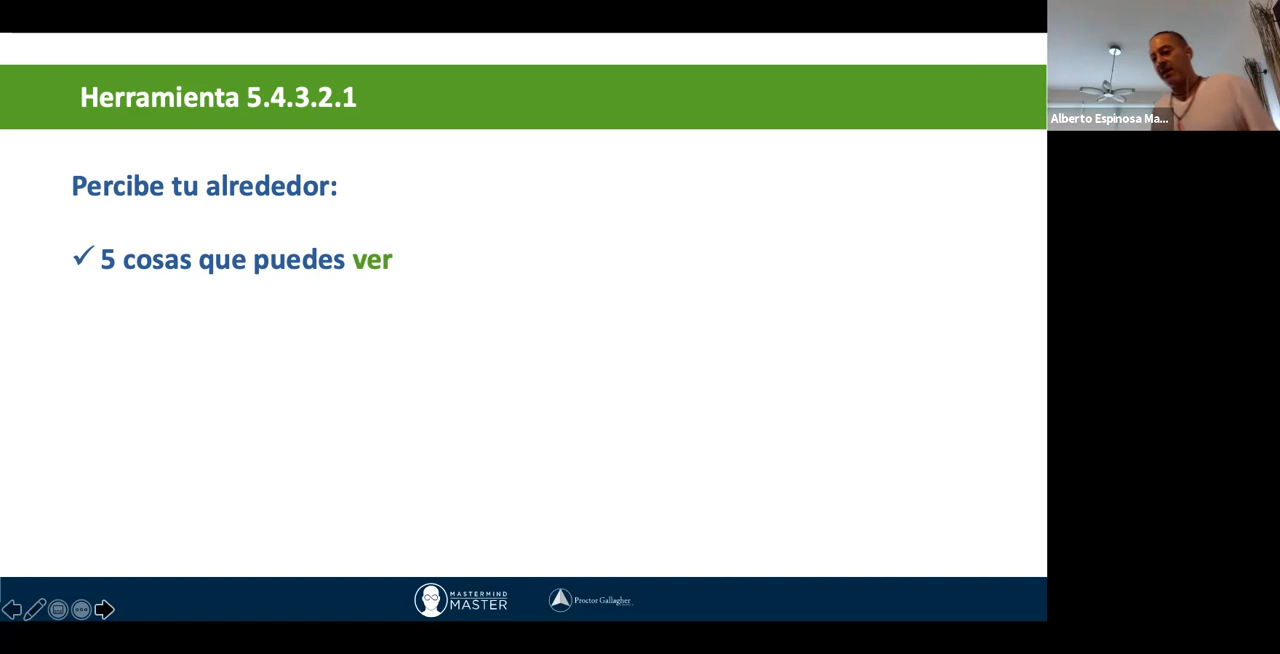 Herramienta 5.4.3.2.1
Alberto Espinosa Ma...
Percibe tu alrededor:
✓ 5 cosas que puedes ver
MASTERMIND
MASTER
Proctor Gallagher